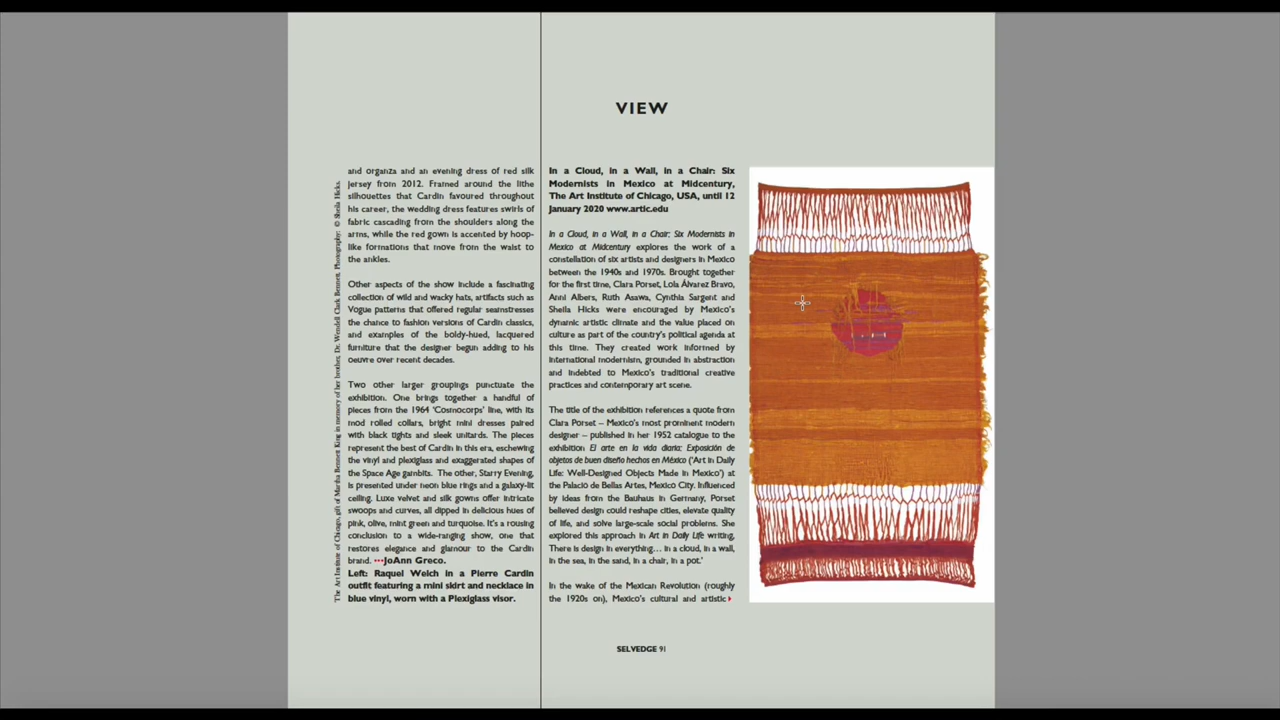 VIEW
The Art Institute of Chicago, gift of Martha Bennett King in memory of her brother, Dr. Wendell Clark Bennett. Photography: © Sheila Hicks.
and organza and an evening dress of red silk
jersey from 2012. Framed around the lithe
silhouettes that Cardin favoured throughout
his career, the wedding dress features swirls of
fabric cascading from the shoulders along the
arms, while the red gown is accented by hoop-
like formations that move from the waist to
the ankles.
Other aspects of the show include a fascinating
collection of wild and wacky hats, artifacts such as
Vogue patterns that offered regular seamstresses
the chance to fashion versions of Cardin classics,
and examples of the boldy-hued, lacquered
furniture that the designer begun adding to his
oeuvre over recent decades.
Two other larger groupings punctuate the
exhibition. One brings together a handful of
pieces from the 1964 ‘Cosmocorps’ line, with its
mod rolled collars, bright mini dresses paired
with black tights and sleek unitards. The pieces
represent the best of Cardin in this era, eschewing
the vinyl and plexiglass and exaggerated shapes of
the Space Age gambits. The other, Starry Evening,
is presented under neon blue rings and a galaxy-lit
ceiling. Luxe velvet and silk gowns offer intricate
swoops and curves, all dipped in delicious hues of
pink, olive, mint green and turquoise. It’s a rousing
conclusion to a wide-ranging show, one that
restores elegance and glamour to the Cardin
brand. •••JoAnn Greco.
Left: Raquel Welch in a Pierre Cardin
outfit featuring a mini skirt and necklace in
blue vinyl, worn with a Plexiglass visor.
In a Cloud, in a Wall, in a Chair: Six
Modernists in Mexico at Midcentury,
The Art Institute of Chicago, USA, until 12
January 2020 www.artic.edu
In a Cloud, in a Wall, in a Chair: Six Modernists in
Mexico at Midcentury explores the work of a
constellation of six artists and designers in Mexico
between the 1940s and 1970s. Brought together
for the first time, Clara Porset, Lola Álvarez Bravo,
Anni Albers, Ruth Asawa, Cynthia Sargent and
Sheila Hicks were encouraged by Mexico’s
dynamic artistic climate and the value placed on
culture as part of the country’s political agenda at
this time. They created work informed by
international modernism, grounded in abstraction
and indebted to Mexico’s traditional creative
practices and contemporary art scene.
The title of the exhibition references a quote from
Clara Porset – Mexico’s most prominent modern
designer – published in her 1952 catalogue to the
exhibition El arte en la vida diaria: Exposición de
objetos de buen diseño hechos en México (‘Art in Daily
Life: Well-Designed Objects Made in Mexico’) at
the Palacio de Bellas Artes, Mexico City. Influenced
by ideas from the Bauhaus in Germany, Porset
believed design could reshape cities, elevate quality
of life, and solve large-scale social problems. She
explored this approach in Art in Daily Life writing,
‘There is design in everything… in a cloud, in a wall,
in the sea, in the sand, in a chair, in a pot.’
In the wake of the Mexican Revolution (roughly
the 1920s on), Mexico’s cultural and artistic
SELVEDGE 91